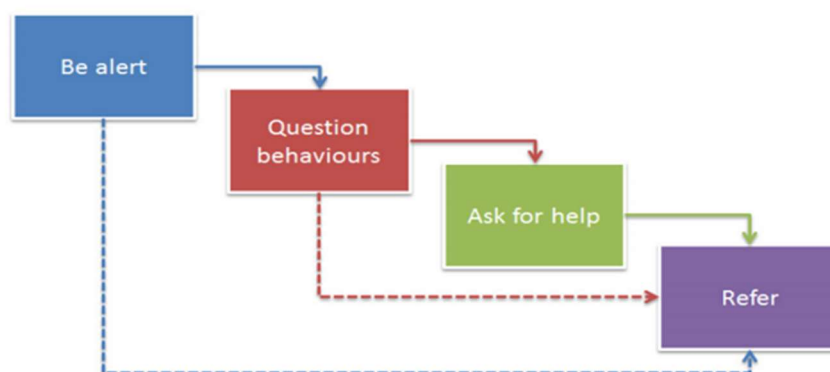 Be alert
Question
behaviours
Ask for help
Refer